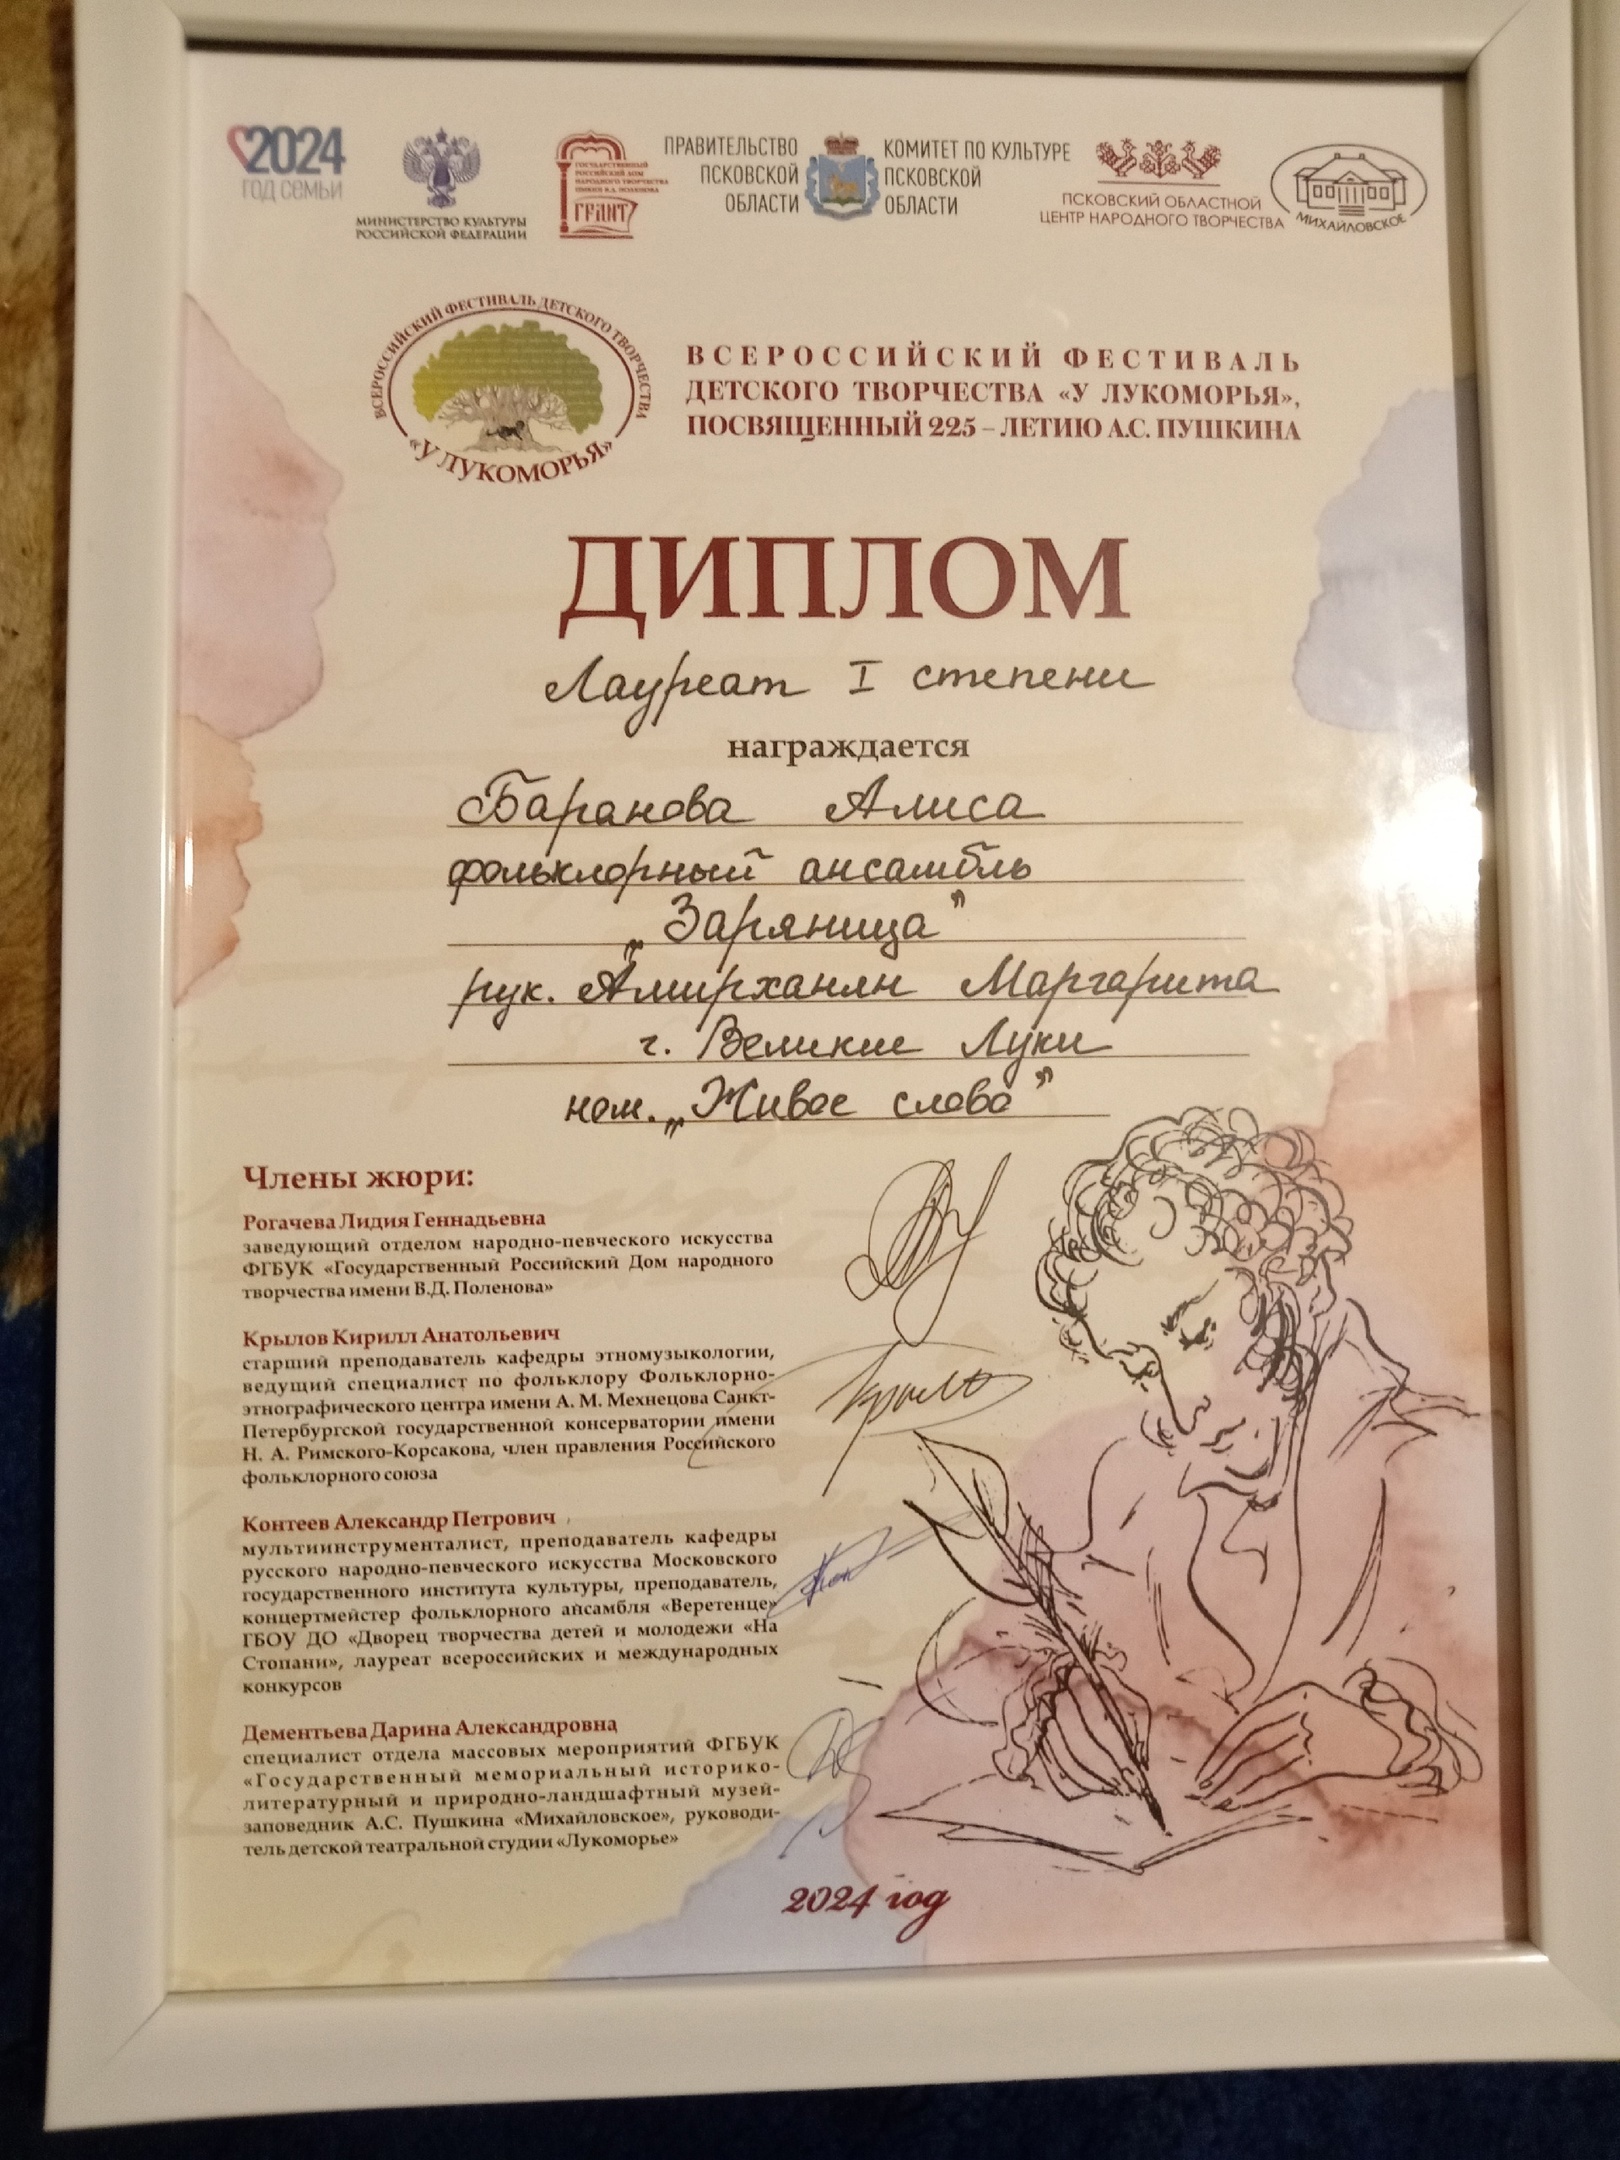 2024
ГОД СЕМЬИ
МИНИСТЕРСТВО КУЛЬТУРЫ
РОССИЙСКОЙ ФЕДЕРАЦИИ
ГОСУДАРСТВЕННЫЙ
РОССИЙСКИЙ ДОМ
НАРОДНОГО ТВОРЧЕСТВА
ИМЕНИ В.Д. ПОЛЕНОВА
ГРДНТ
ПРАВИТЕЛЬСТВО
ПСКОВСКОЙ
ОБЛАСТИ
КОМИТЕТ ПО КУЛЬТУРЕ
ПСКОВСКОЙ
ОБЛАСТИ
ПСКОВСКИЙ ОБЛАСТНОЙ
ЦЕНТР НАРОДНОГО ТВОРЧЕСТВА
МИХАЙЛОВСКОЕ
ВСЕРОССИЙСКИЙ ФЕСТИВАЛЬ ДЕТСКОГО ТВОРЧЕСТВА
«У ЛУКОМОРЬЯ»
ВСЕРОССИЙСКИЙ ФЕСТИВАЛЬ
ДЕТСКОГО ТВОРЧЕСТВА «У ЛУКОМОРЬЯ»,
ПОСВЯЩЕННЫЙ 225 – ЛЕТИЮ А.С. ПУШКИНА
ДИПЛОМ
Лауреат I степени
награждается
Баранова Алиса
фольклорный ансамбль
„Заряница"
рук. Амирханян Маргарита
г. Великие Луки
ном. „Живое слово"
Члены жюри:
Рогачева Лидия Геннадьевна
заведующий отделом народно-певческого искусства
ФГБУК «Государственный Российский Дом народного
творчества имени В.Д. Поленова»
Крылов Кирилл Анатольевич
старший преподаватель кафедры этномузыкологии,
ведущий специалист по фольклору Фольклорно-
этнографического центра имени А. М. Мехнецова Санкт-
Петербургской государственной консерватории имени
Н. А. Римского-Корсакова, член правления Российского
фольклорного союза
Контеев Александр Петрович
мультиинструменталист, преподаватель кафедры
русского народно-певческого искусства Московского
государственного института культуры, преподаватель,
концертмейстер фольклорного ансамбля «Веретенце»
ГБОУ ДО «Дворец творчества детей и молодежи «На
Стопани», лауреат всероссийских и международных
конкурсов
Дементьева Дарина Александровна
специалист отдела массовых мероприятий ФГБУК
«Государственный мемориальный историко-
литературный и природно-ландшафтный музей-
заповедник А.С. Пушкина «Михайловское», руководи-
тель детской театральной студии «Лукоморье»
2024 год